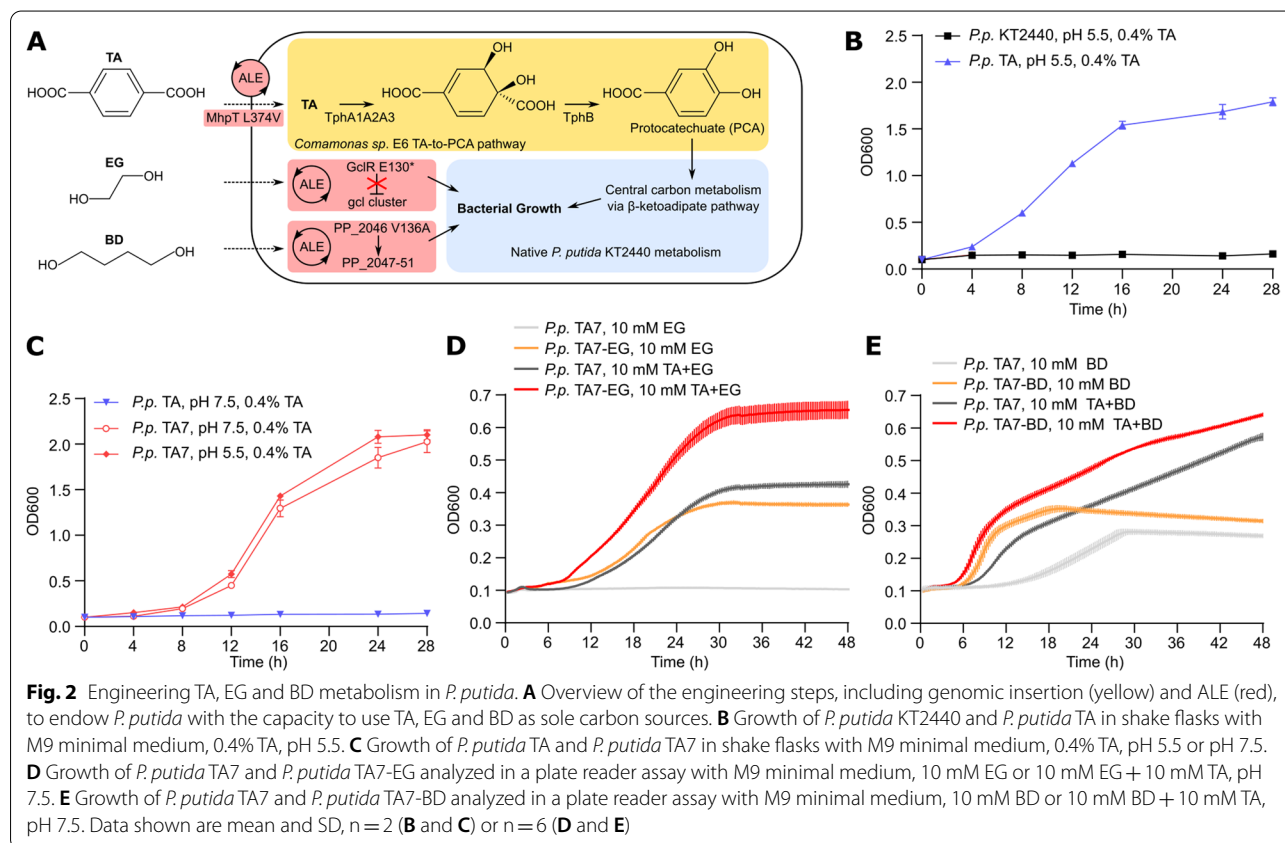 A
TA
HOOC
COOH
ALE
MhpT L374V
TA
TphA1A2A3
HOOC
OH
OH
COOH
TphB
HOOC
OH
OH
Protocatechuate (PCA)
Comamonas sp. E6 TA-to-PCA pathway
EG
HO
OH
ALE
GclR E130*
gcl cluster
BD
HO
OH
ALE
PP_2046 V136A
PP_2047-51
Bacterial Growth
Central carbon metabolism
via β-ketoadipate pathway
Native P. putida KT2440 metabolism
B
P.p. KT2440, pH 5.5, 0.4% TA
P.p. TA, pH 5.5, 0.4% TA
OD600
2.5
2.0
1.5
1.0
0.5
0.0
0 4 8 12 16 20 24 28
Time (h)
C
P.p. TA, pH 7.5, 0.4% TA
P.p. TA7, pH 7.5, 0.4% TA
P.p. TA7, pH 5.5, 0.4% TA
OD600
2.5
2.0
1.5
1.0
0.5
0.0
0 4 8 12 16 20 24 28
Time (h)
D
P.p. TA7, 10 mM EG
P.p. TA7-EG, 10 mM EG
P.p. TA7, 10 mM TA+EG
P.p. TA7-EG, 10 mM TA+EG
OD600
0.7
0.6
0.5
0.4
0.3
0.2
0.1
0.0
0 6 12 18 24 30 36 42 48
Time (h)
E
P.p. TA7, 10 mM BD
P.p. TA7-BD, 10 mM BD
P.p. TA7, 10 mM TA+BD
P.p. TA7-BD, 10 mM TA+BD
OD600
0.7
0.6
0.5
0.4
0.3
0.2
0.1
0.0
0 6 12 18 24 30 36 42 48
Time (h)
Fig. 2 Engineering TA, EG and BD metabolism in P. putida. A Overview of the engineering steps, including genomic insertion (yellow) and ALE (red),
to endow P. putida with the capacity to use TA, EG and BD as sole carbon sources. B Growth of P. putida KT2440 and P. putida TA in shake flasks with
M9 minimal medium, 0.4% TA, pH 5.5. C Growth of P. putida TA and P. putida TA7 in shake flasks with M9 minimal medium, 0.4% TA, pH 5.5 or pH 7.5.
D Growth of P. putida TA7 and P. putida TA7-EG analyzed in a plate reader assay with M9 minimal medium, 10 mM EG or 10 mM EG + 10 mM TA, pH
7.5. E Growth of P. putida TA7 and P. putida TA7-BD analyzed in a plate reader assay with M9 minimal medium, 10 mM BD or 10 mM BD + 10 mM TA,
pH 7.5. Data shown are mean and SD, n = 2 (B and C) or n = 6 (D and E)